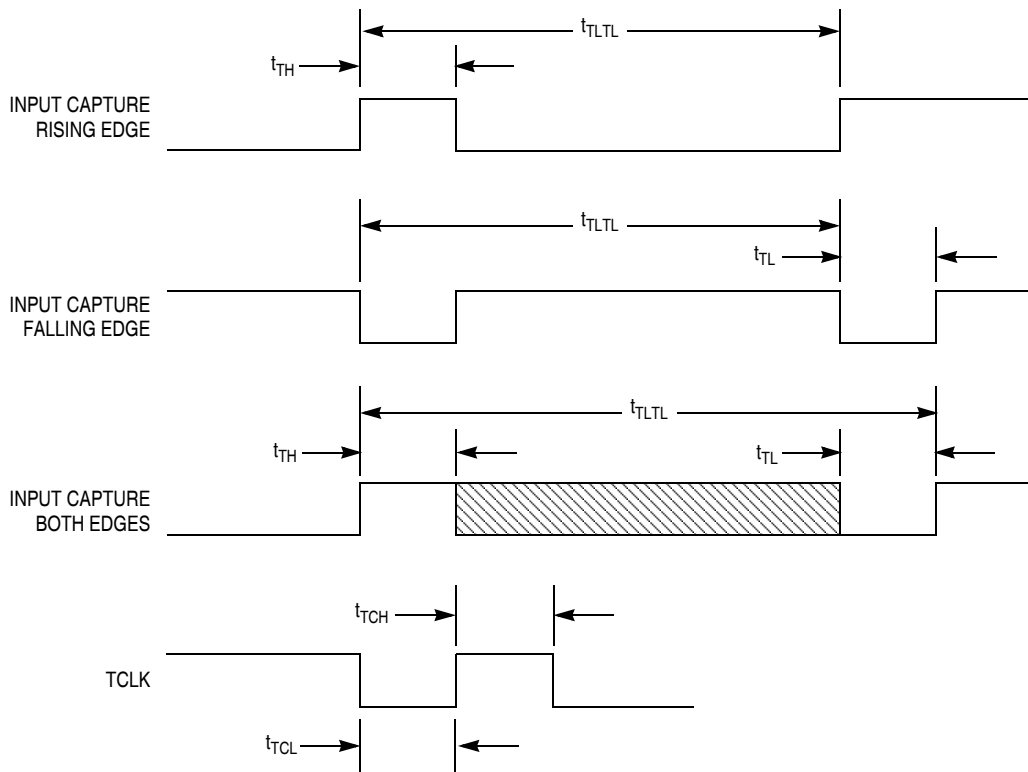 tTLTL
tTH
INPUT CAPTURE
RISING EDGE
tTLTL
tTL
INPUT CAPTURE
FALLING EDGE
tTLTL
tTH
tTL
INPUT CAPTURE
BOTH EDGES
tTCH
TCLK
tTCL